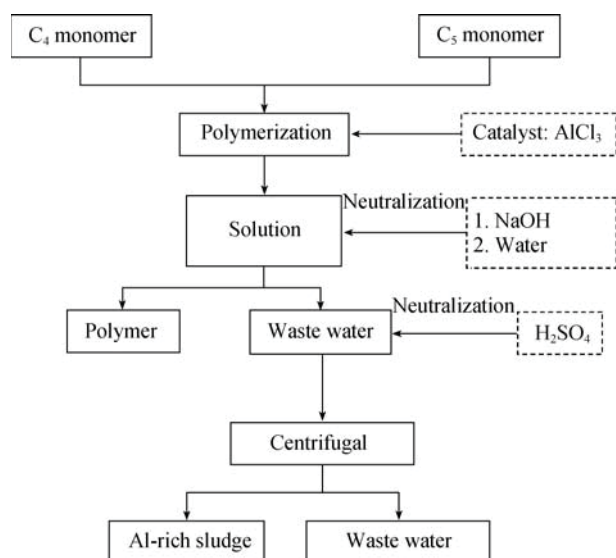 C₄ monomer
C₅ monomer
Polymerization
Catalyst: AlCl₃
Neutralization
Solution
1. NaOH
2. Water
Neutralization
Polymer
Waste water
H₂SO₄
Centrifugal
Al-rich sludge
Waste water